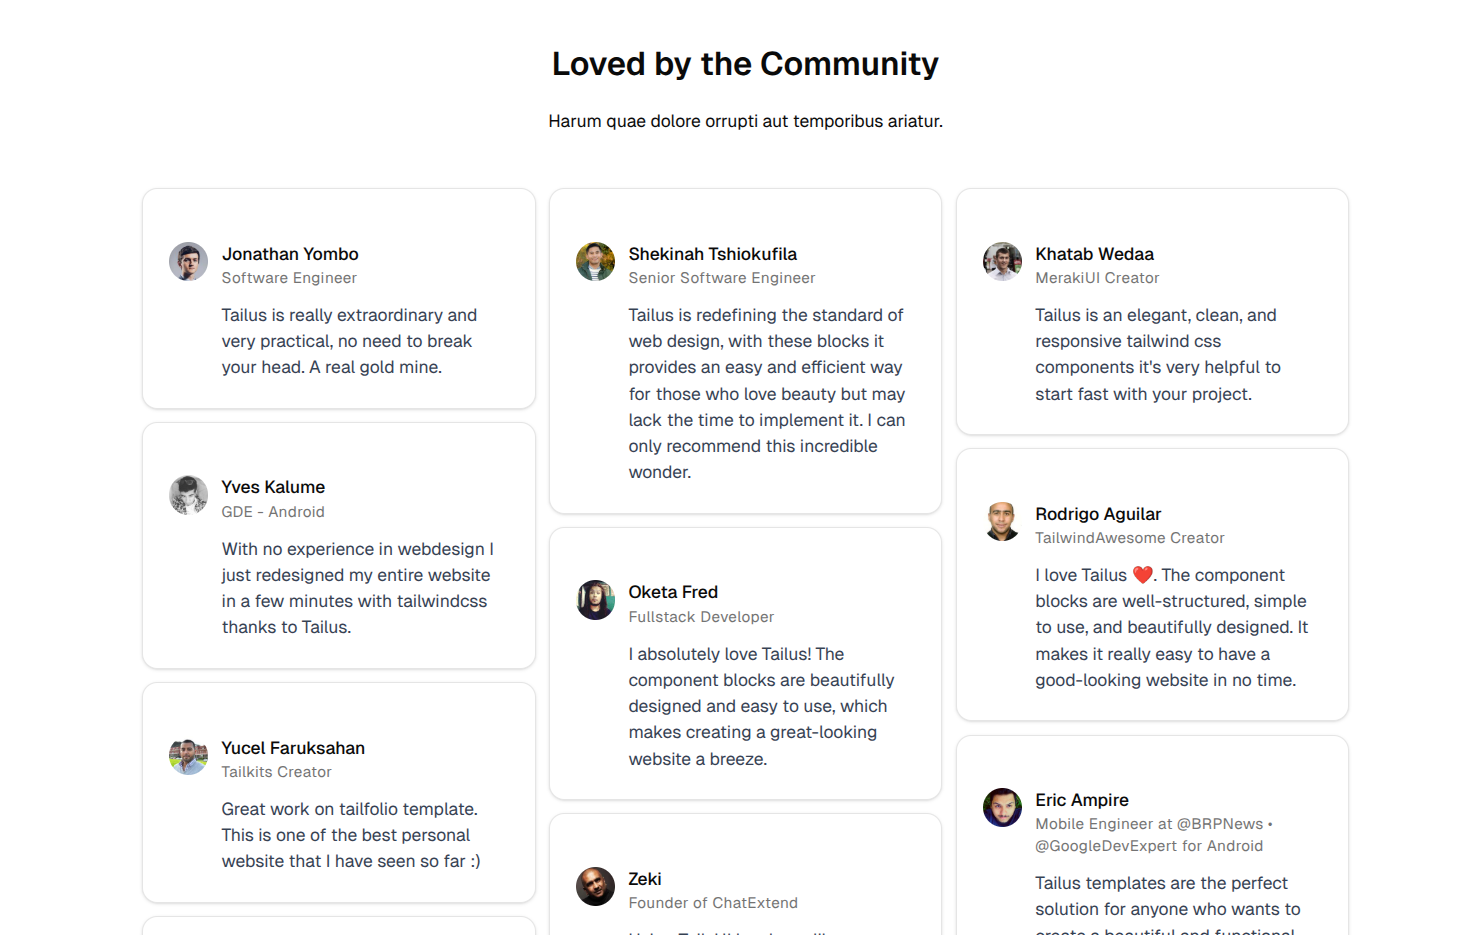 Loved by the Community
Harum quae dolore orrupti aut temporibus ariatur.
Jonathan Yombo
Software Engineer
Tailus is really extraordinary and
very practical, no need to break
your head. A real gold mine.
Yves Kalume
GDE - Android
With no experience in webdesign I
just redesigned my entire website
in a few minutes with tailwindcss
thanks to Tailus.
Yucel Faruksahan
Tailkits Creator
Great work on tailfolio template.
This is one of the best personal
website that I have seen so far :)
Shekinah Tshiokufila
Senior Software Engineer
Tailus is redefining the standard of
web design, with these blocks it
provides an easy and efficient way
for those who love beauty but may
lack the time to implement it. I can
only recommend this incredible
wonder.
Oketa Fred
Fullstack Developer
I absolutely love Tailus! The
component blocks are beautifully
designed and easy to use, which
makes creating a great-looking
website a breeze.
Zeki
Founder of ChatExtend
Khatab Wedaa
MerakiUI Creator
Tailus is an elegant, clean, and
responsive tailwind css
components it's very helpful to
start fast with your project.
Rodrigo Aguilar
TailwindAwesome Creator
I love Tailus ❤️. The component
blocks are well-structured, simple
to use, and beautifully designed. It
makes it really easy to have a
good-looking website in no time.
Eric Ampire
Mobile Engineer at @BRPNews •
@GoogleDevExpert for Android
Tailus templates are the perfect
solution for anyone who wants to
create a beautiful and functional